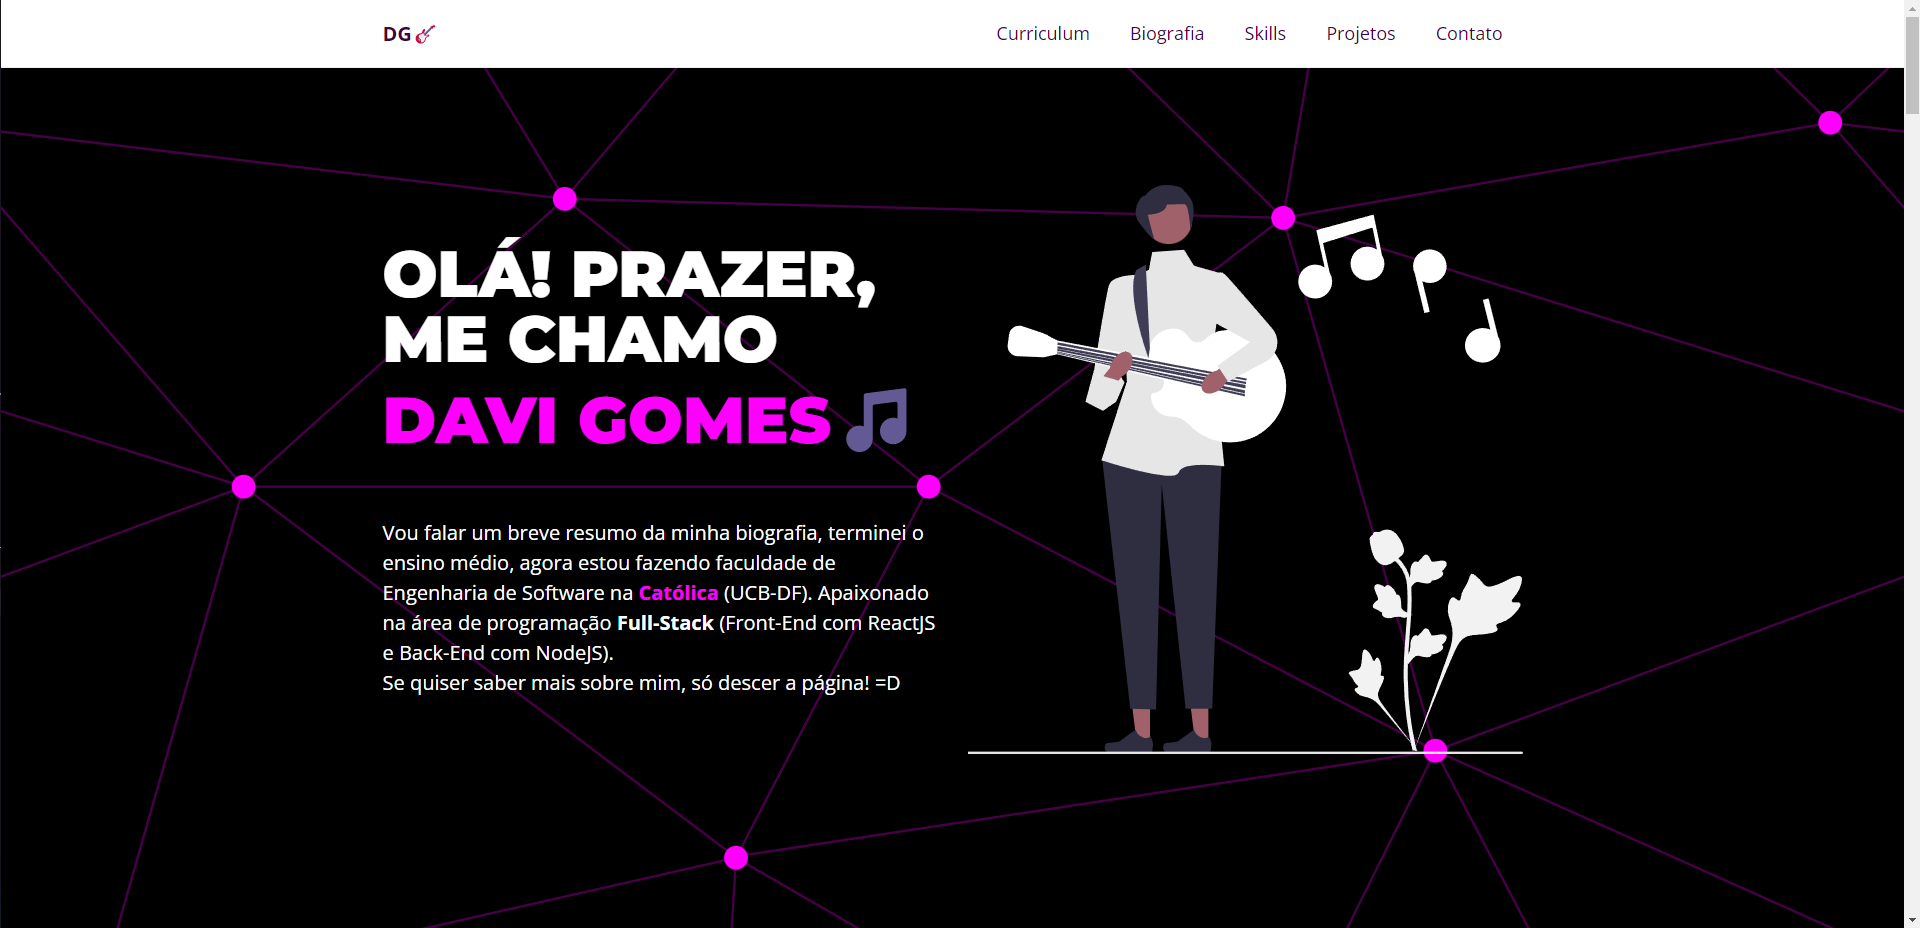 DG
Curriculum Biografia Skills Projetos Contato
OLÁ! PRAZER,
ME CHAMO
DAVI GOMES
Vou falar um breve resumo da minha biografia, terminei o
ensino médio, agora estou fazendo faculdade de
Engenharia de Software na Católica (UCB-DF). Apaixonado
na área de programação Full-Stack (Front-End com ReactJS
e Back-End com NodeJS).
Se quiser saber mais sobre mim, só descer a página! =D